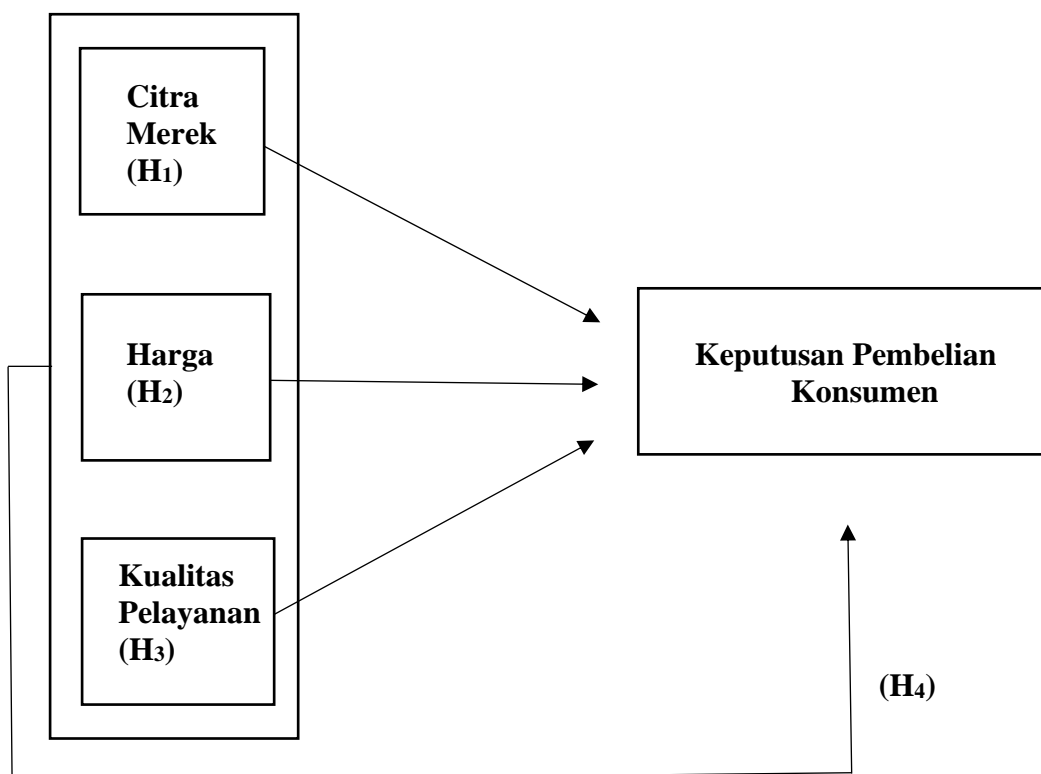 Citra
Merek
(H1)
Harga
(H2)
Keputusan Pembelian
Konsumen
Kualitas
Pelayanan
(H3)
(H4)